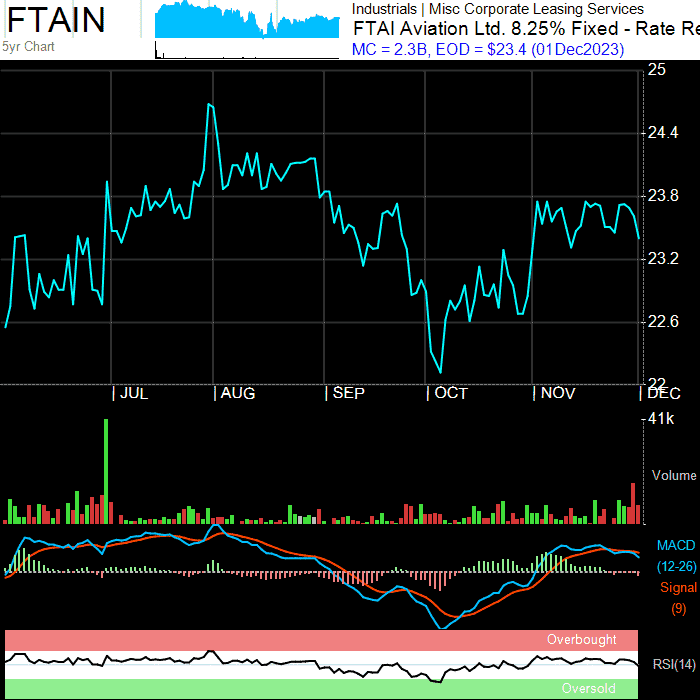 FTAIN
5yr Chart
Industrials | Misc Corporate Leasing Services
FTAI Aviation Ltd. 8.25% Fixed - Rate Re
MC = 2.3B, EOD = $23.4 (01Dec2023)
25
24.4
23.8
23.2
22.6
22
JUL AUG SEP OCT NOV DEC
41k
Volume
MACD
(12-26)
Signal
(9)
Overbought
RSI(14)
Oversold